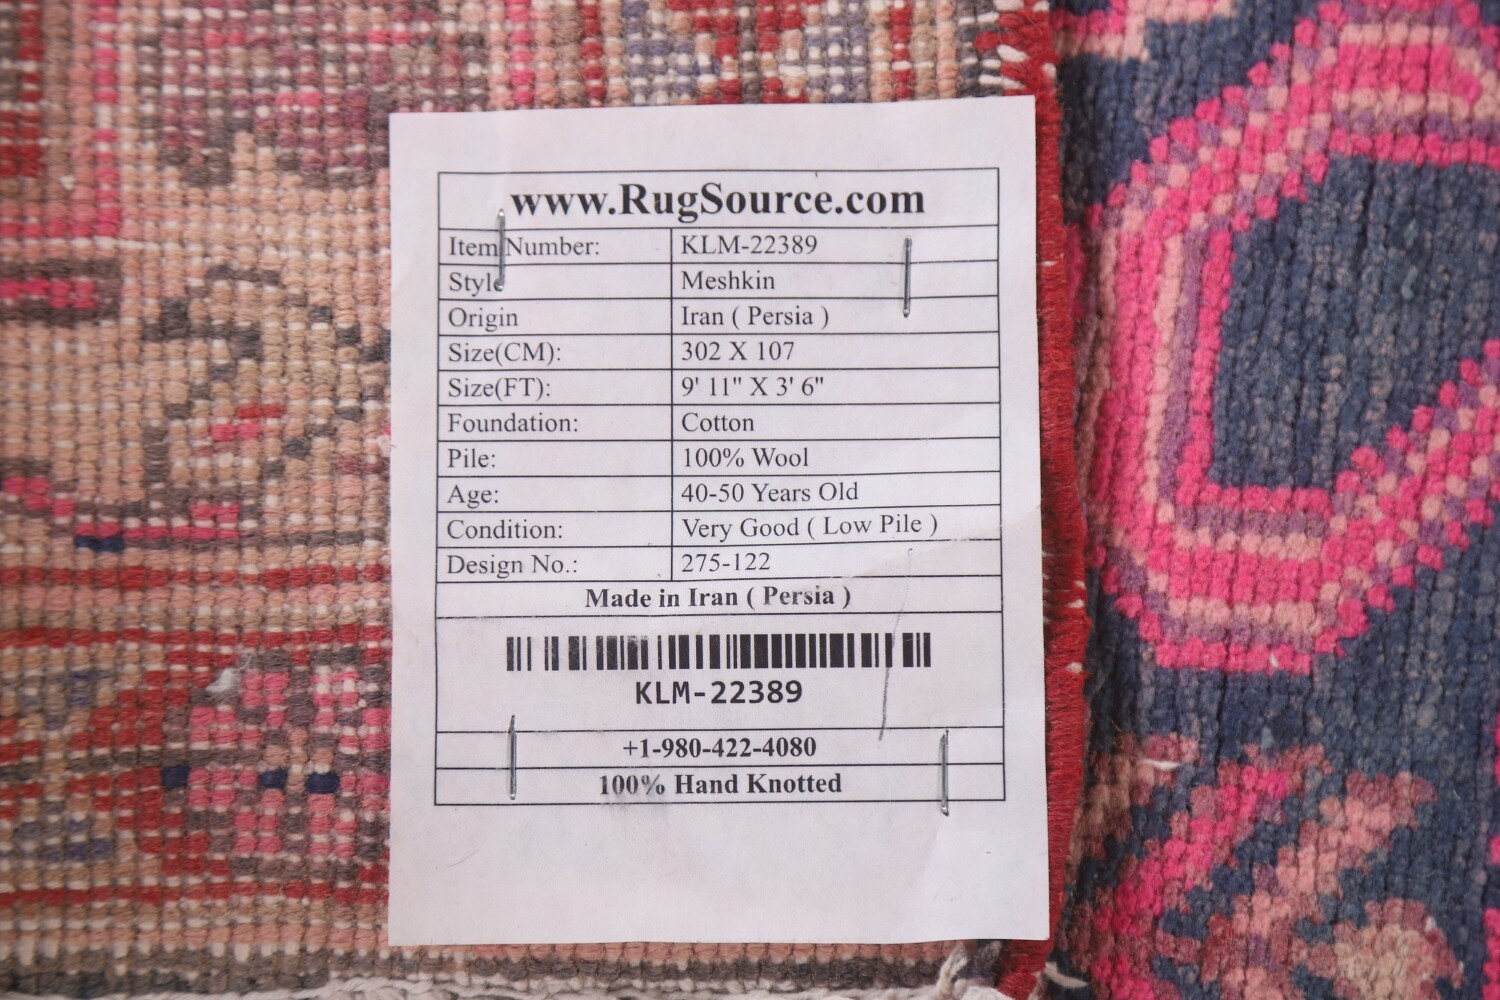 www.RugSource.com
Item Number: KLM-22389
Style Meshkin
Origin Iran ( Persia )
Size(CM): 302 X 107
Size(FT): 9' 11" X 3' 6"
Foundation: Cotton
Pile: 100% Wool
Age: 40-50 Years Old
Condition: Very Good ( Low Pile )
Design No.: 275-122
Made in Iran ( Persia )
KLM-22389
+1-980-422-4080
100% Hand Knotted